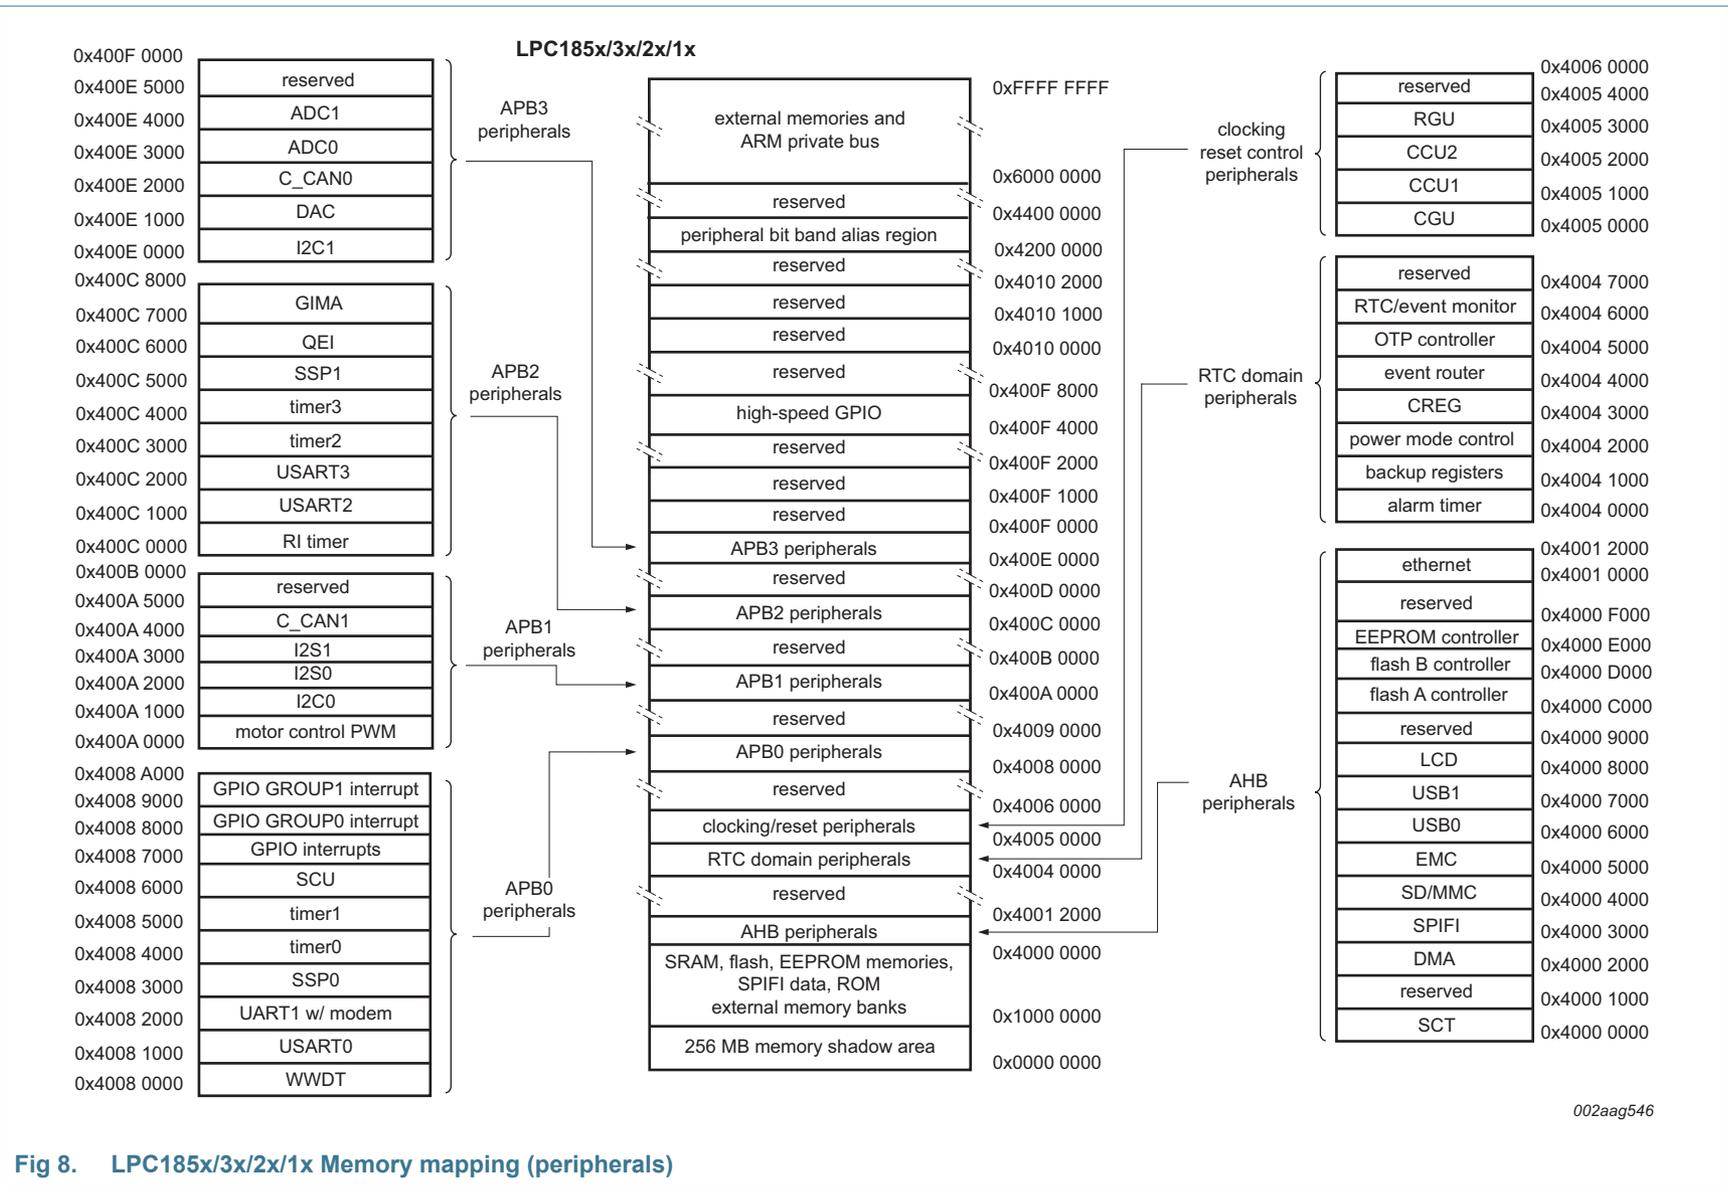 LPC185x/3x/2x/1x
0x400F 0000
reserved
0x400E 5000
ADC1
0x400E 4000
ADC0
0x400E 3000
C_CAN0
0x400E 2000
DAC
0x400E 1000
I2C1
0x400E 0000
APB3
peripherals
0x400C 8000
GIMA
0x400C 7000
QEI
0x400C 6000
SSP1
0x400C 5000
timer3
0x400C 4000
timer2
0x400C 3000
USART3
0x400C 2000
USART2
0x400C 1000
RI timer
0x400C 0000
APB2
peripherals
0x400B 0000
reserved
0x400A 5000
C_CAN1
0x400A 4000
I2S1
0x400A 3000
I2S0
0x400A 2000
I2C0
0x400A 1000
motor control PWM
0x400A 0000
APB1
peripherals
0x4008 A000
GPIO GROUP1 interrupt
0x4008 9000
GPIO GROUP0 interrupt
0x4008 8000
GPIO interrupts
0x4008 7000
SCU
0x4008 6000
timer1
0x4008 5000
timer0
0x4008 4000
SSP0
0x4008 3000
UART1 w/ modem
0x4008 2000
USART0
0x4008 1000
WWDT
0x4008 0000
APB0
peripherals
0xFFFF FFFF
external memories and
ARM private bus
0x6000 0000
reserved
0x4400 0000
peripheral bit band alias region
0x4200 0000
reserved
0x4010 2000
reserved
0x4010 1000
reserved
0x4010 0000
reserved
0x400F 8000
high-speed GPIO
0x400F 4000
reserved
0x400F 2000
reserved
0x400F 1000
reserved
0x400F 0000
APB3 peripherals
0x400E 0000
reserved
0x400D 0000
APB2 peripherals
0x400C 0000
reserved
0x400B 0000
APB1 peripherals
0x400A 0000
reserved
0x4009 0000
APB0 peripherals
0x4008 0000
reserved
0x4006 0000
clocking/reset peripherals
0x4005 0000
RTC domain peripherals
0x4004 0000
reserved
0x4001 2000
AHB peripherals
0x4000 0000
SRAM, flash, EEPROM memories,
SPIFI data, ROM
external memory banks
0x1000 0000
256 MB memory shadow area
0x0000 0000
clocking
reset control
peripherals
0x4006 0000
reserved
0x4005 4000
RGU
0x4005 3000
CCU2
0x4005 2000
CCU1
0x4005 1000
CGU
0x4005 0000
RTC domain
peripherals
reserved
0x4004 7000
RTC/event monitor
0x4004 6000
OTP controller
0x4004 5000
event router
0x4004 4000
CREG
0x4004 3000
power mode control
0x4004 2000
backup registers
0x4004 1000
alarm timer
0x4004 0000
AHB
peripherals
0x4001 2000
ethernet
0x4001 0000
reserved
0x4000 F000
EEPROM controller
0x4000 E000
flash B controller
0x4000 D000
flash A controller
0x4000 C000
reserved
0x4000 9000
LCD
0x4000 8000
USB1
0x4000 7000
USB0
0x4000 6000
EMC
0x4000 5000
SD/MMC
0x4000 4000
SPIFI
0x4000 3000
DMA
0x4000 2000
reserved
0x4000 1000
SCT
0x4000 0000
002aag546
Fig 8. LPC185x/3x/2x/1x Memory mapping (peripherals)